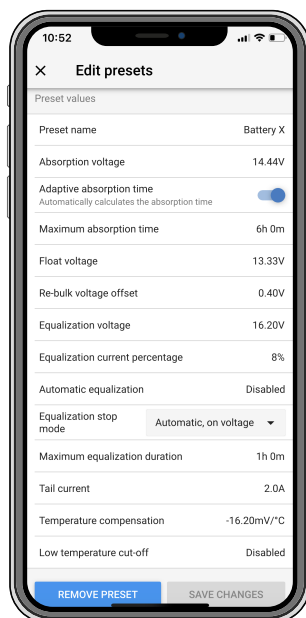 10:52
× Edit presets
Preset values
Preset name Battery X
Absorption voltage 14.44V
Adaptive absorption time
Automatically calculates the absorption time
Maximum absorption time 6h 0m
Float voltage 13.33V
Re-bulk voltage offset 0.40V
Equalization voltage 16.20V
Equalization current percentage 8%
Automatic equalization Disabled
Equalization stop
mode Automatic, on voltage
Maximum equalization duration 1h 0m
Tail current 2.0A
Temperature compensation -16.20mV/°C
Low temperature cut-off Disabled
REMOVE PRESET SAVE CHANGES